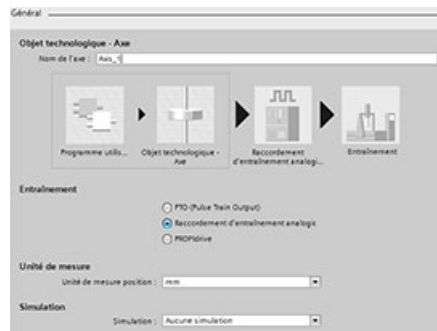 Général
Objet technologique - Axe
Nom de l'axe : Axis_1
Programme utilis...
Objet technologique - Axe
Raccordement d'entraînement analogi...
Entraînement
Entraînement
PTO (Pulse Train Output)
Raccordement d'entraînement analogic
PROFIdrive
Unité de mesure
Unité de mesure position : mm
Simulation
Simulation : Aucune simulation